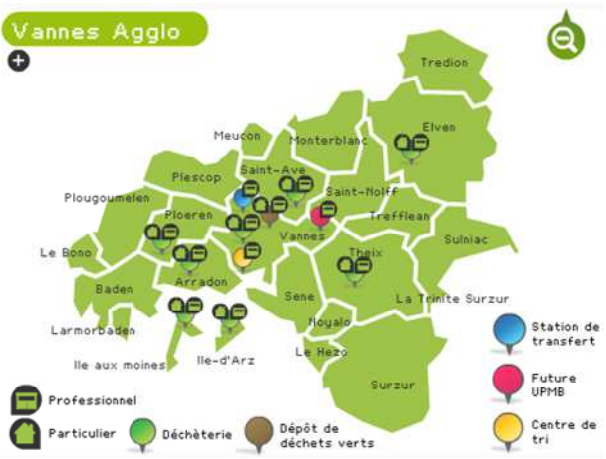 Vannes Agglo
Tredion
Elven
Meucon
Monterblanc
Saint-Ave
Plescop
Saint-Nolff
Plougoumelen
Ploeren
Trefflean
Vannes
Sulniac
Le Bono
Theix
Arradon
Baden
Sene
La Trinite Surzur
Larmorbaden
Noyalo
Ile aux moines
Ile-d'Arz
Le Hezo
Surzur
Station de
transfert
Future
UPMB
Professionnel
Particulier
Déchèterie
Dépôt de
déchets verts
Centre de
tri